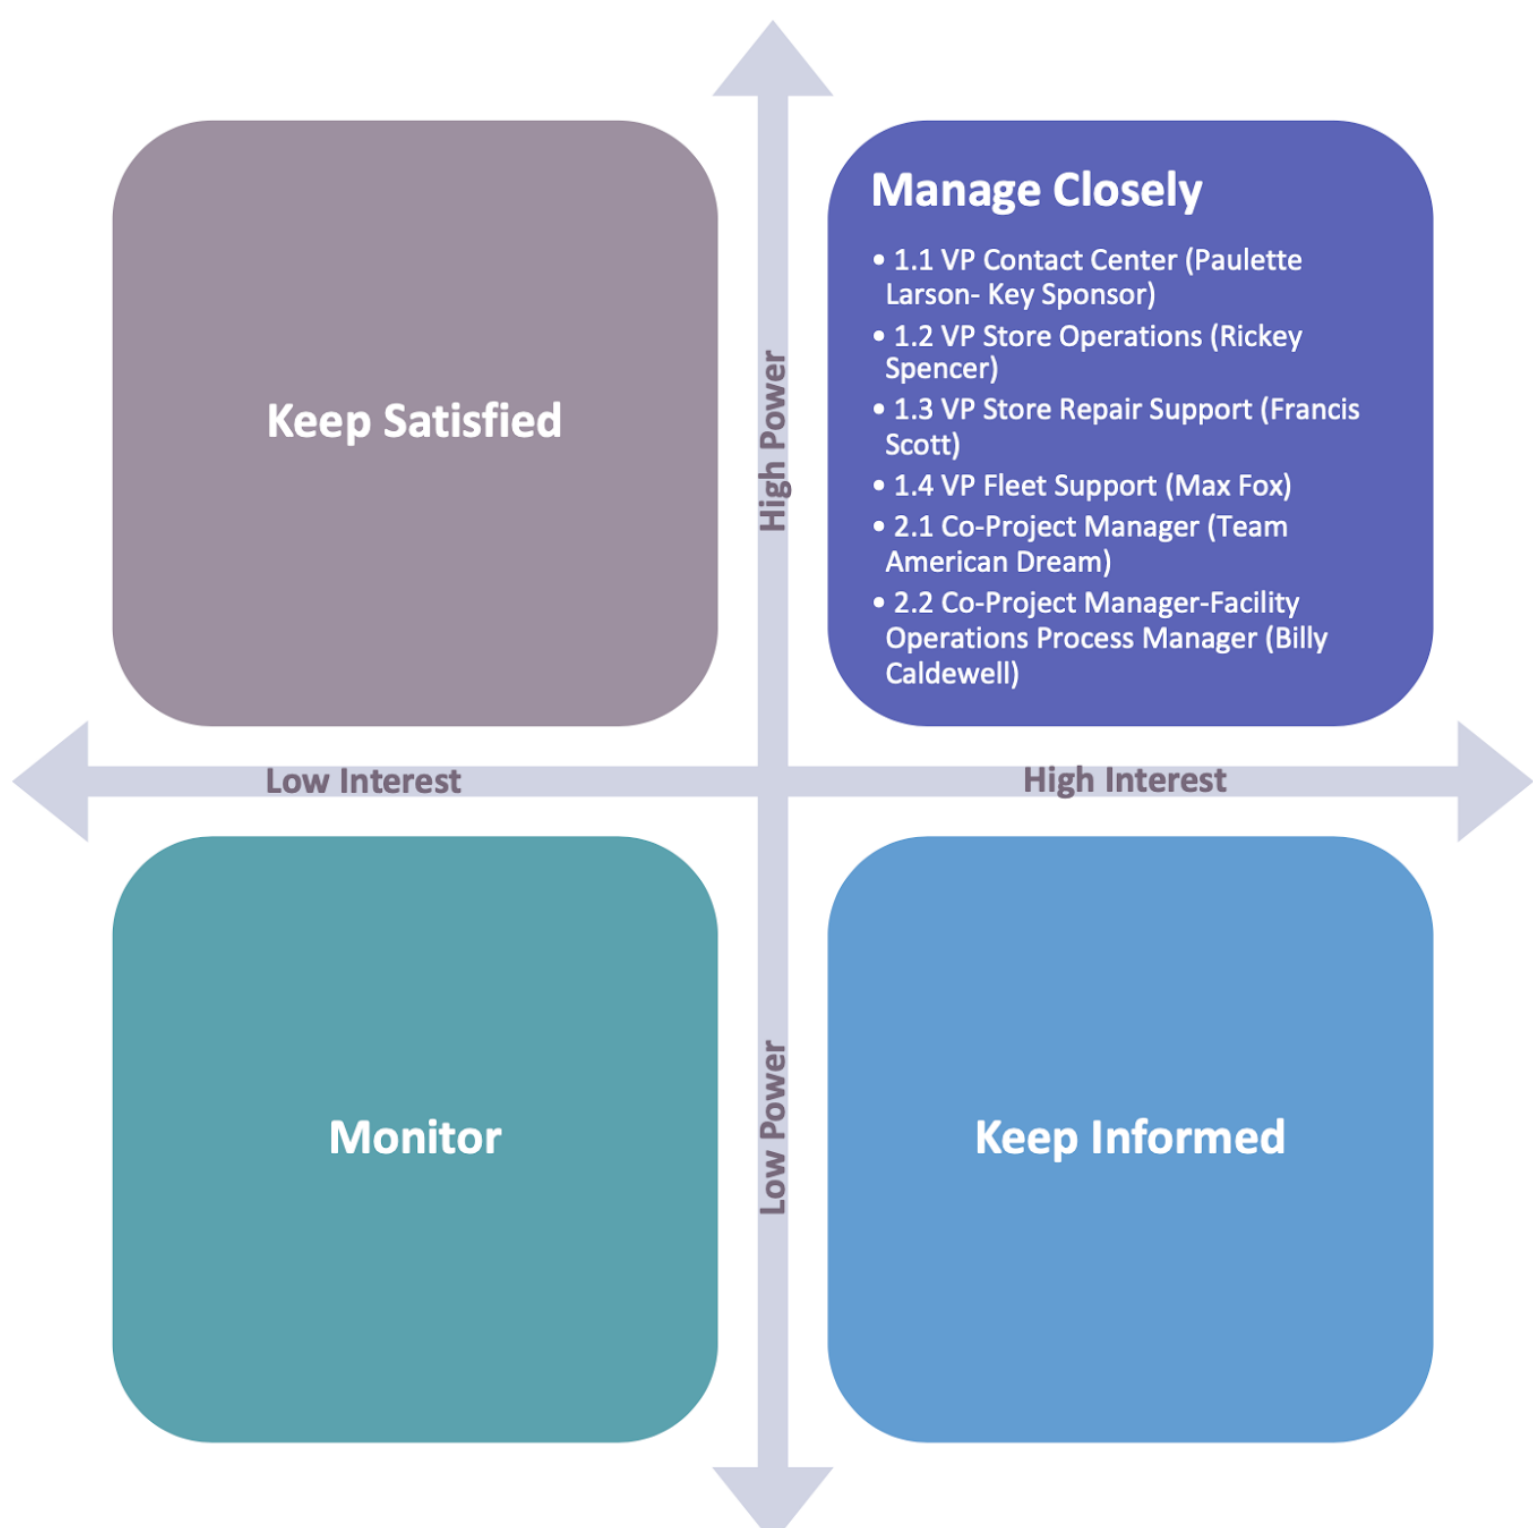 Manage Closely
• 1.1 VP Contact Center (Paulette
Larson- Key Sponsor)
• 1.2 VP Store Operations (Rickey
Spencer)
• 1.3 VP Store Repair Support (Francis
Scott)
• 1.4 VP Fleet Support (Max Fox)
• 2.1 Co-Project Manager (Team
American Dream)
• 2.2 Co-Project Manager-Facility
Operations Process Manager (Billy
Caldewell)
Keep Satisfied
High Power
Low Interest
High Interest
Low Power
Monitor
Keep Informed